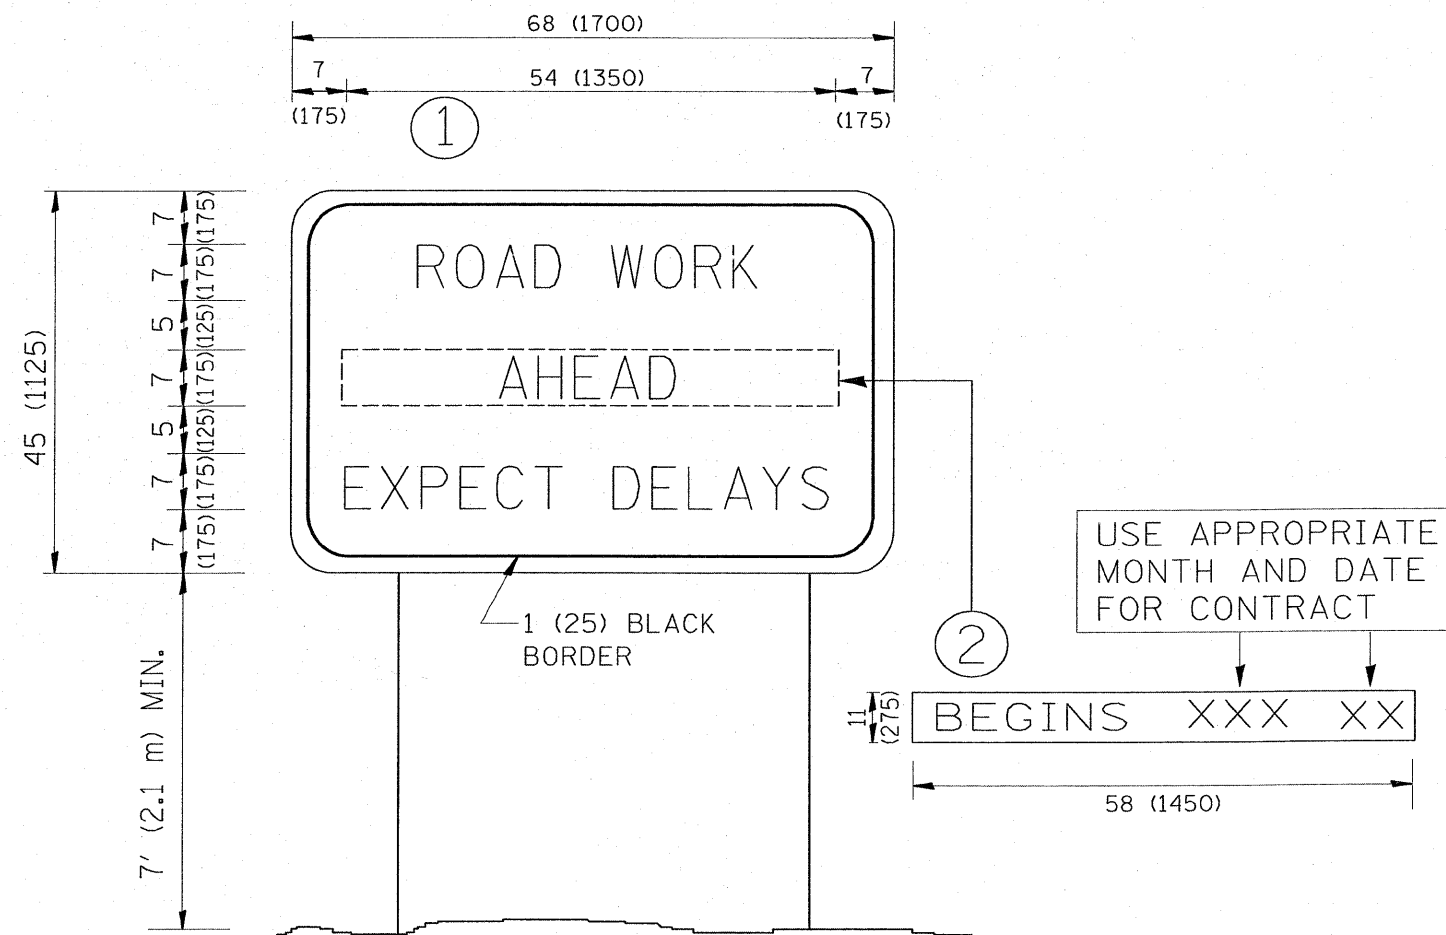 68 (1700)
7
54 (1350)
7
(175)
(175)
1
45 (1125)
7 (175)
7 (175)
5 (125)
7 (175)
5 (125)
7 (175)
7 (175)
ROAD WORK
AHEAD
EXPECT DELAYS
1 (25) BLACK
BORDER
7' (2.1 m) MIN.
USE APPROPRIATE
MONTH AND DATE
FOR CONTRACT
2
11
(275)
BEGINS XXX XX
58 (1450)